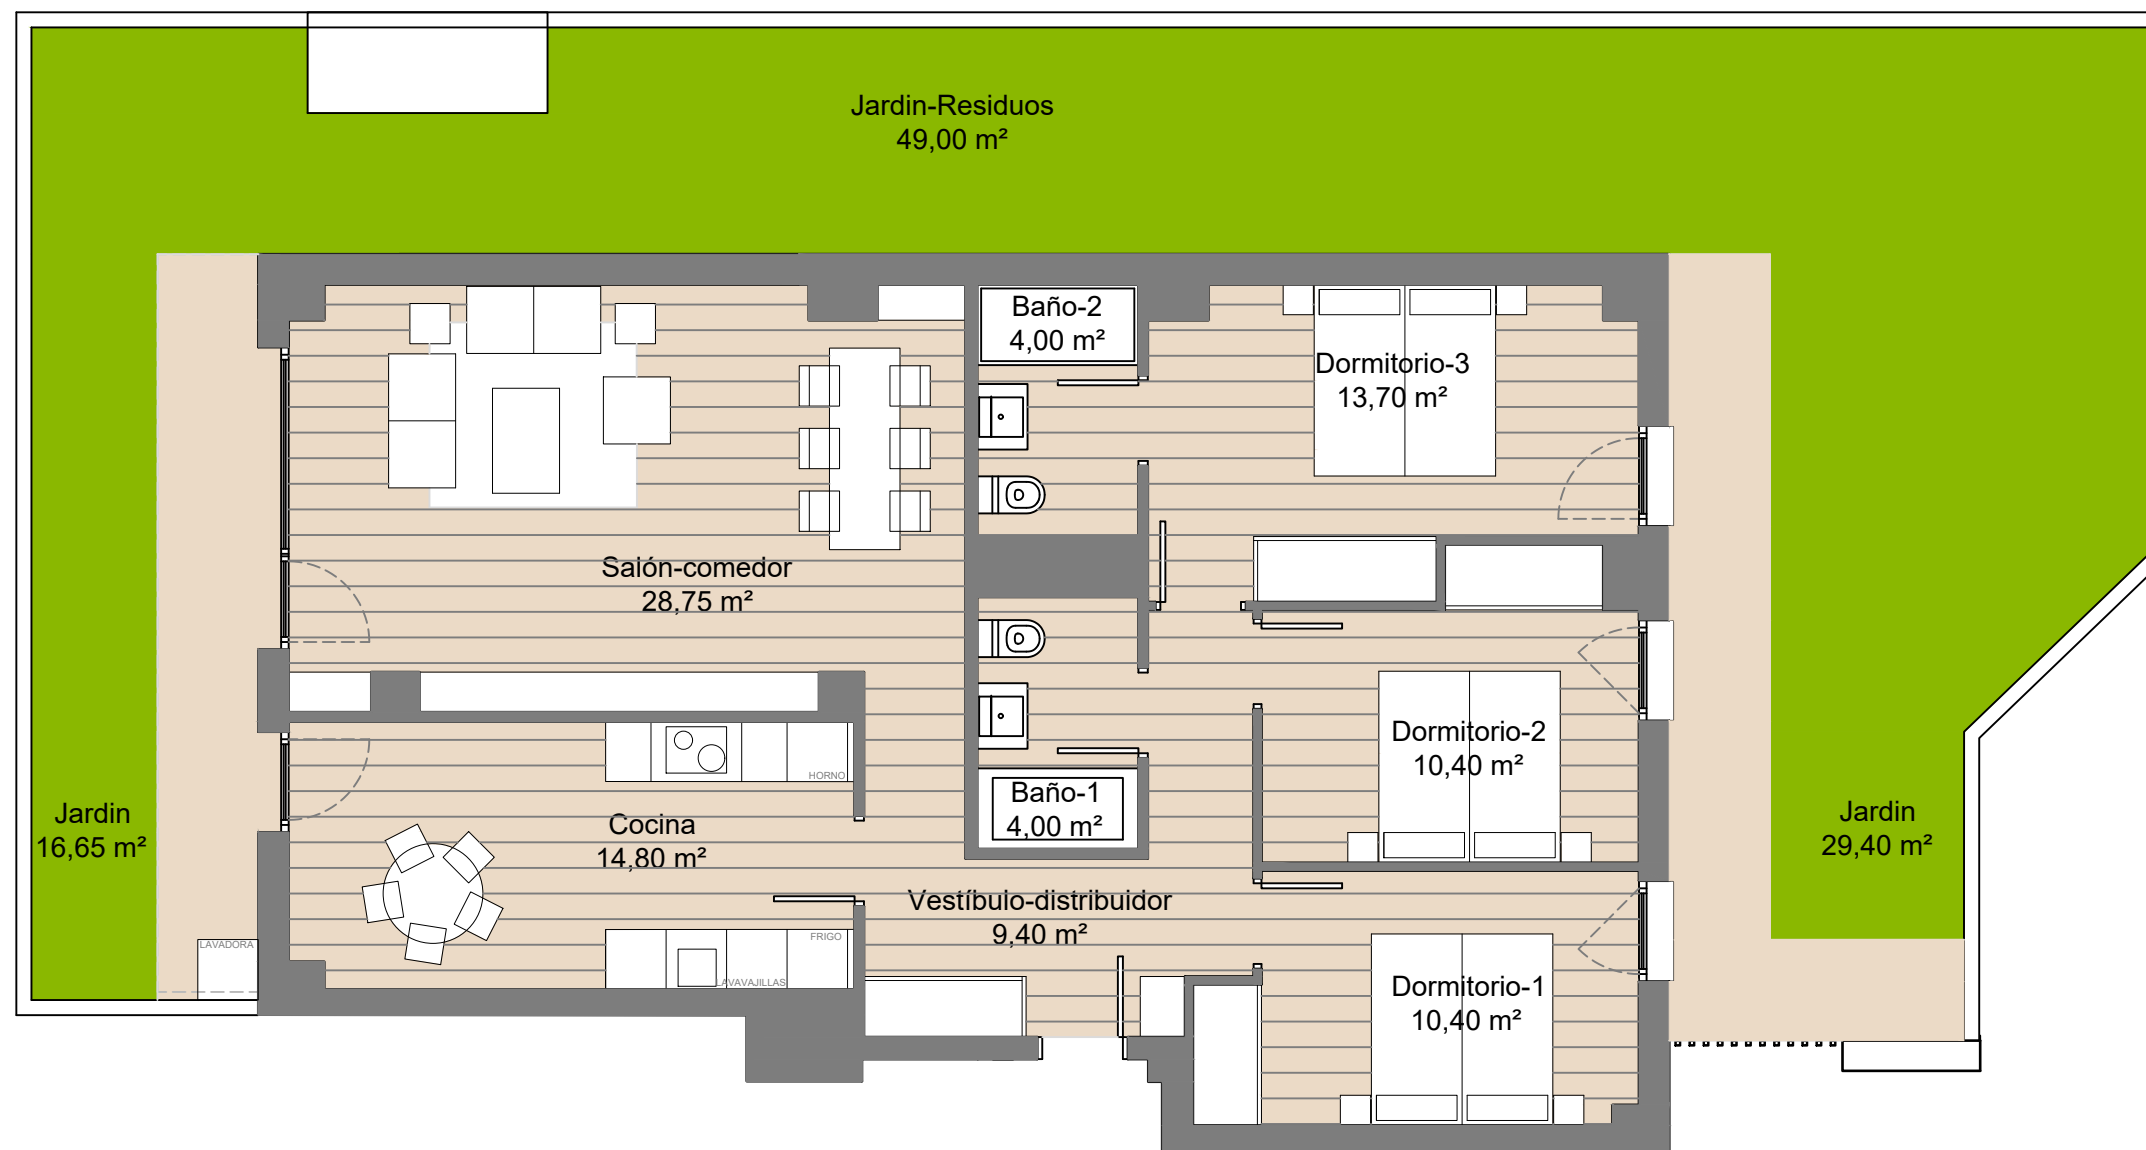 Jardin-Residuos
49,00 m²
Baño-2
4,00 m²
Dormitorio-3
13,70 m²
Salón-comedor
28,75 m²
Dormitorio-2
10,40 m²
HORNO
Baño-1
4,00 m²
Jardin
16,65 m²
Cocina
14,80 m²
Jardin
29,40 m²
Vestíbulo-distribuidor
9,40 m²
FRIGO
LAVADORA
LAVAVAJILLAS
Dormitorio-1
10,40 m²